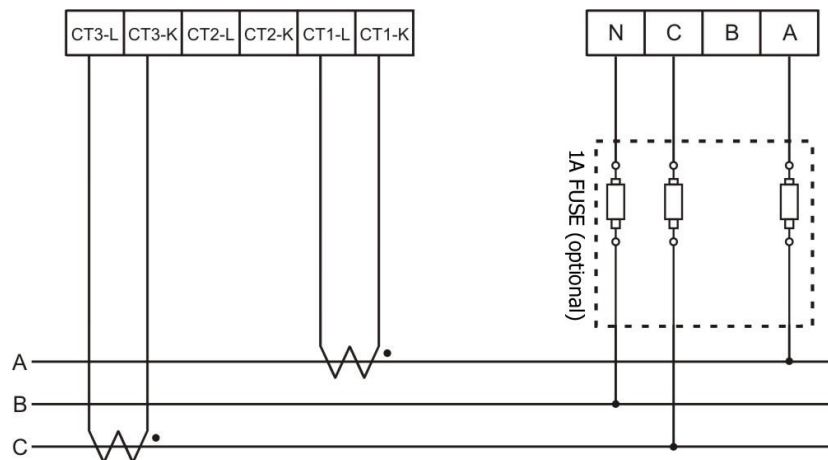 CT3-L CT3-K CT2-L CT2-K CT1-L CT1-K
N C B A
1A FUSE (optional)
A
B
C